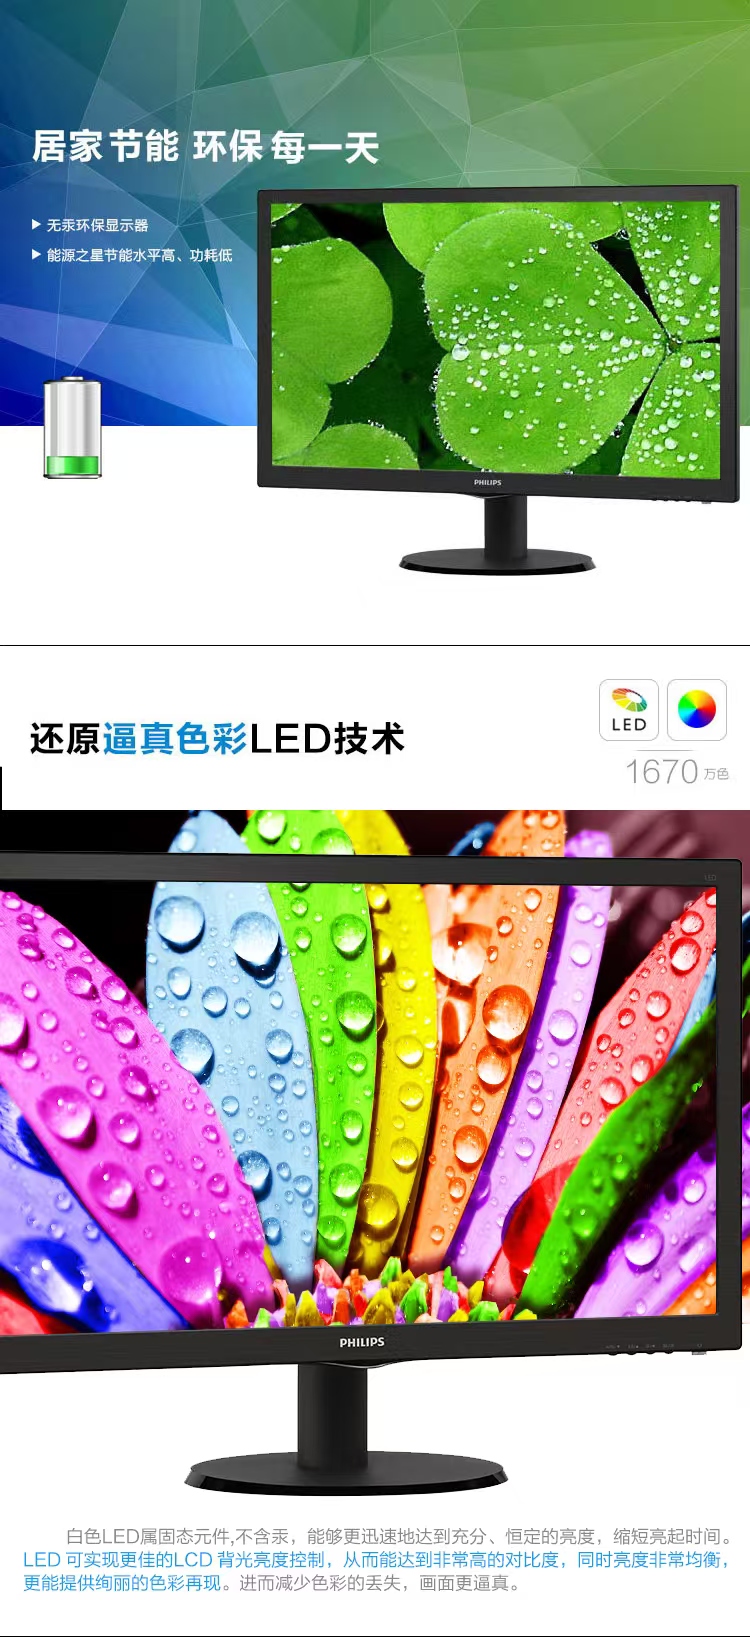 居家节能 环保每一天
无汞环保显示器
能源之星节能水平高、功耗低
PHILIPS
还原逼真色彩LED技术
LED
1670万色
LED
PHILIPS
白色LED属固态元件,不含汞，能够更迅速地达到充分、恒定的亮度，缩短亮起时间。
LED 可实现更佳的LCD 背光亮度控制，从而能达到非常高的对比度，同时亮度非常均衡，
更能提供绚丽的色彩再现。进而减少色彩的丢失，画面更逼真。